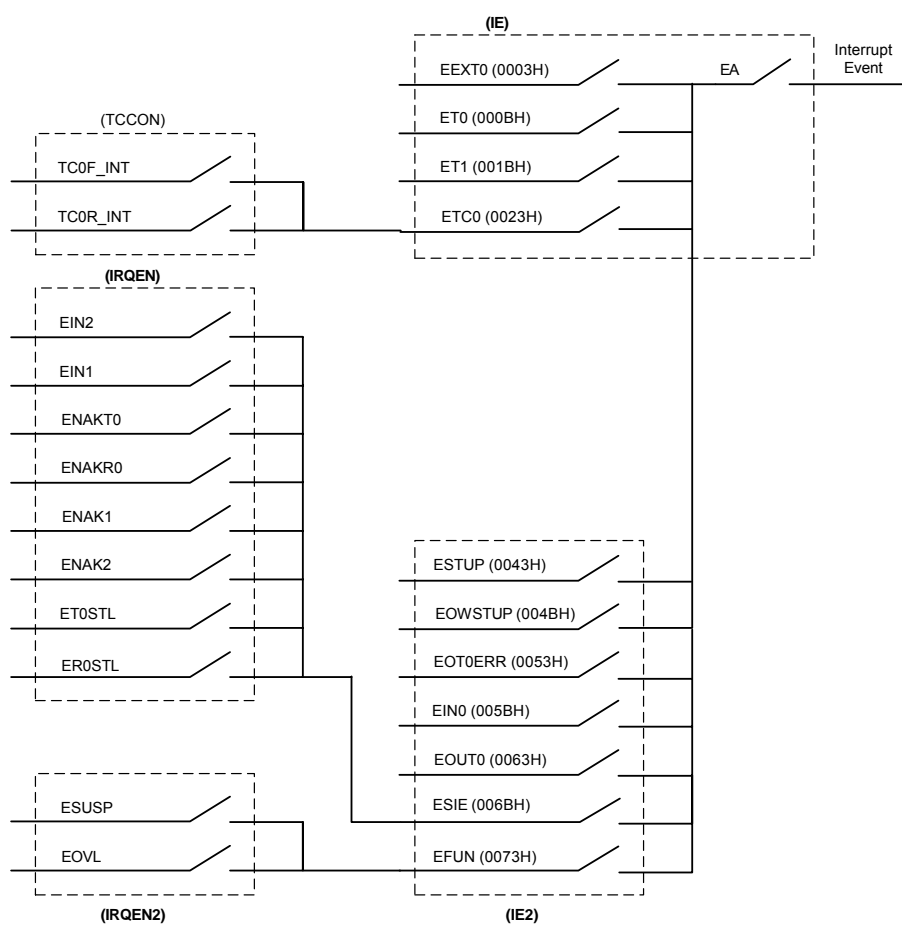 (IE)
EEXT0 (0003H)
EA
Interrupt
Event
ET0 (000BH)
ET1 (001BH)
ETC0 (0023H)
(TCCON)
TC0F_INT
TC0R_INT
(IRQEN)
EIN2
EIN1
ENAKT0
ENAKR0
ENAK1
ENAK2
ET0STL
ER0STL
ESTUP (0043H)
EOWSTUP (004BH)
EOT0ERR (0053H)
EIN0 (005BH)
EOUT0 (0063H)
ESIE (006BH)
EFUN (0073H)
(IE2)
ESUSP
EOVL
(IRQEN2)